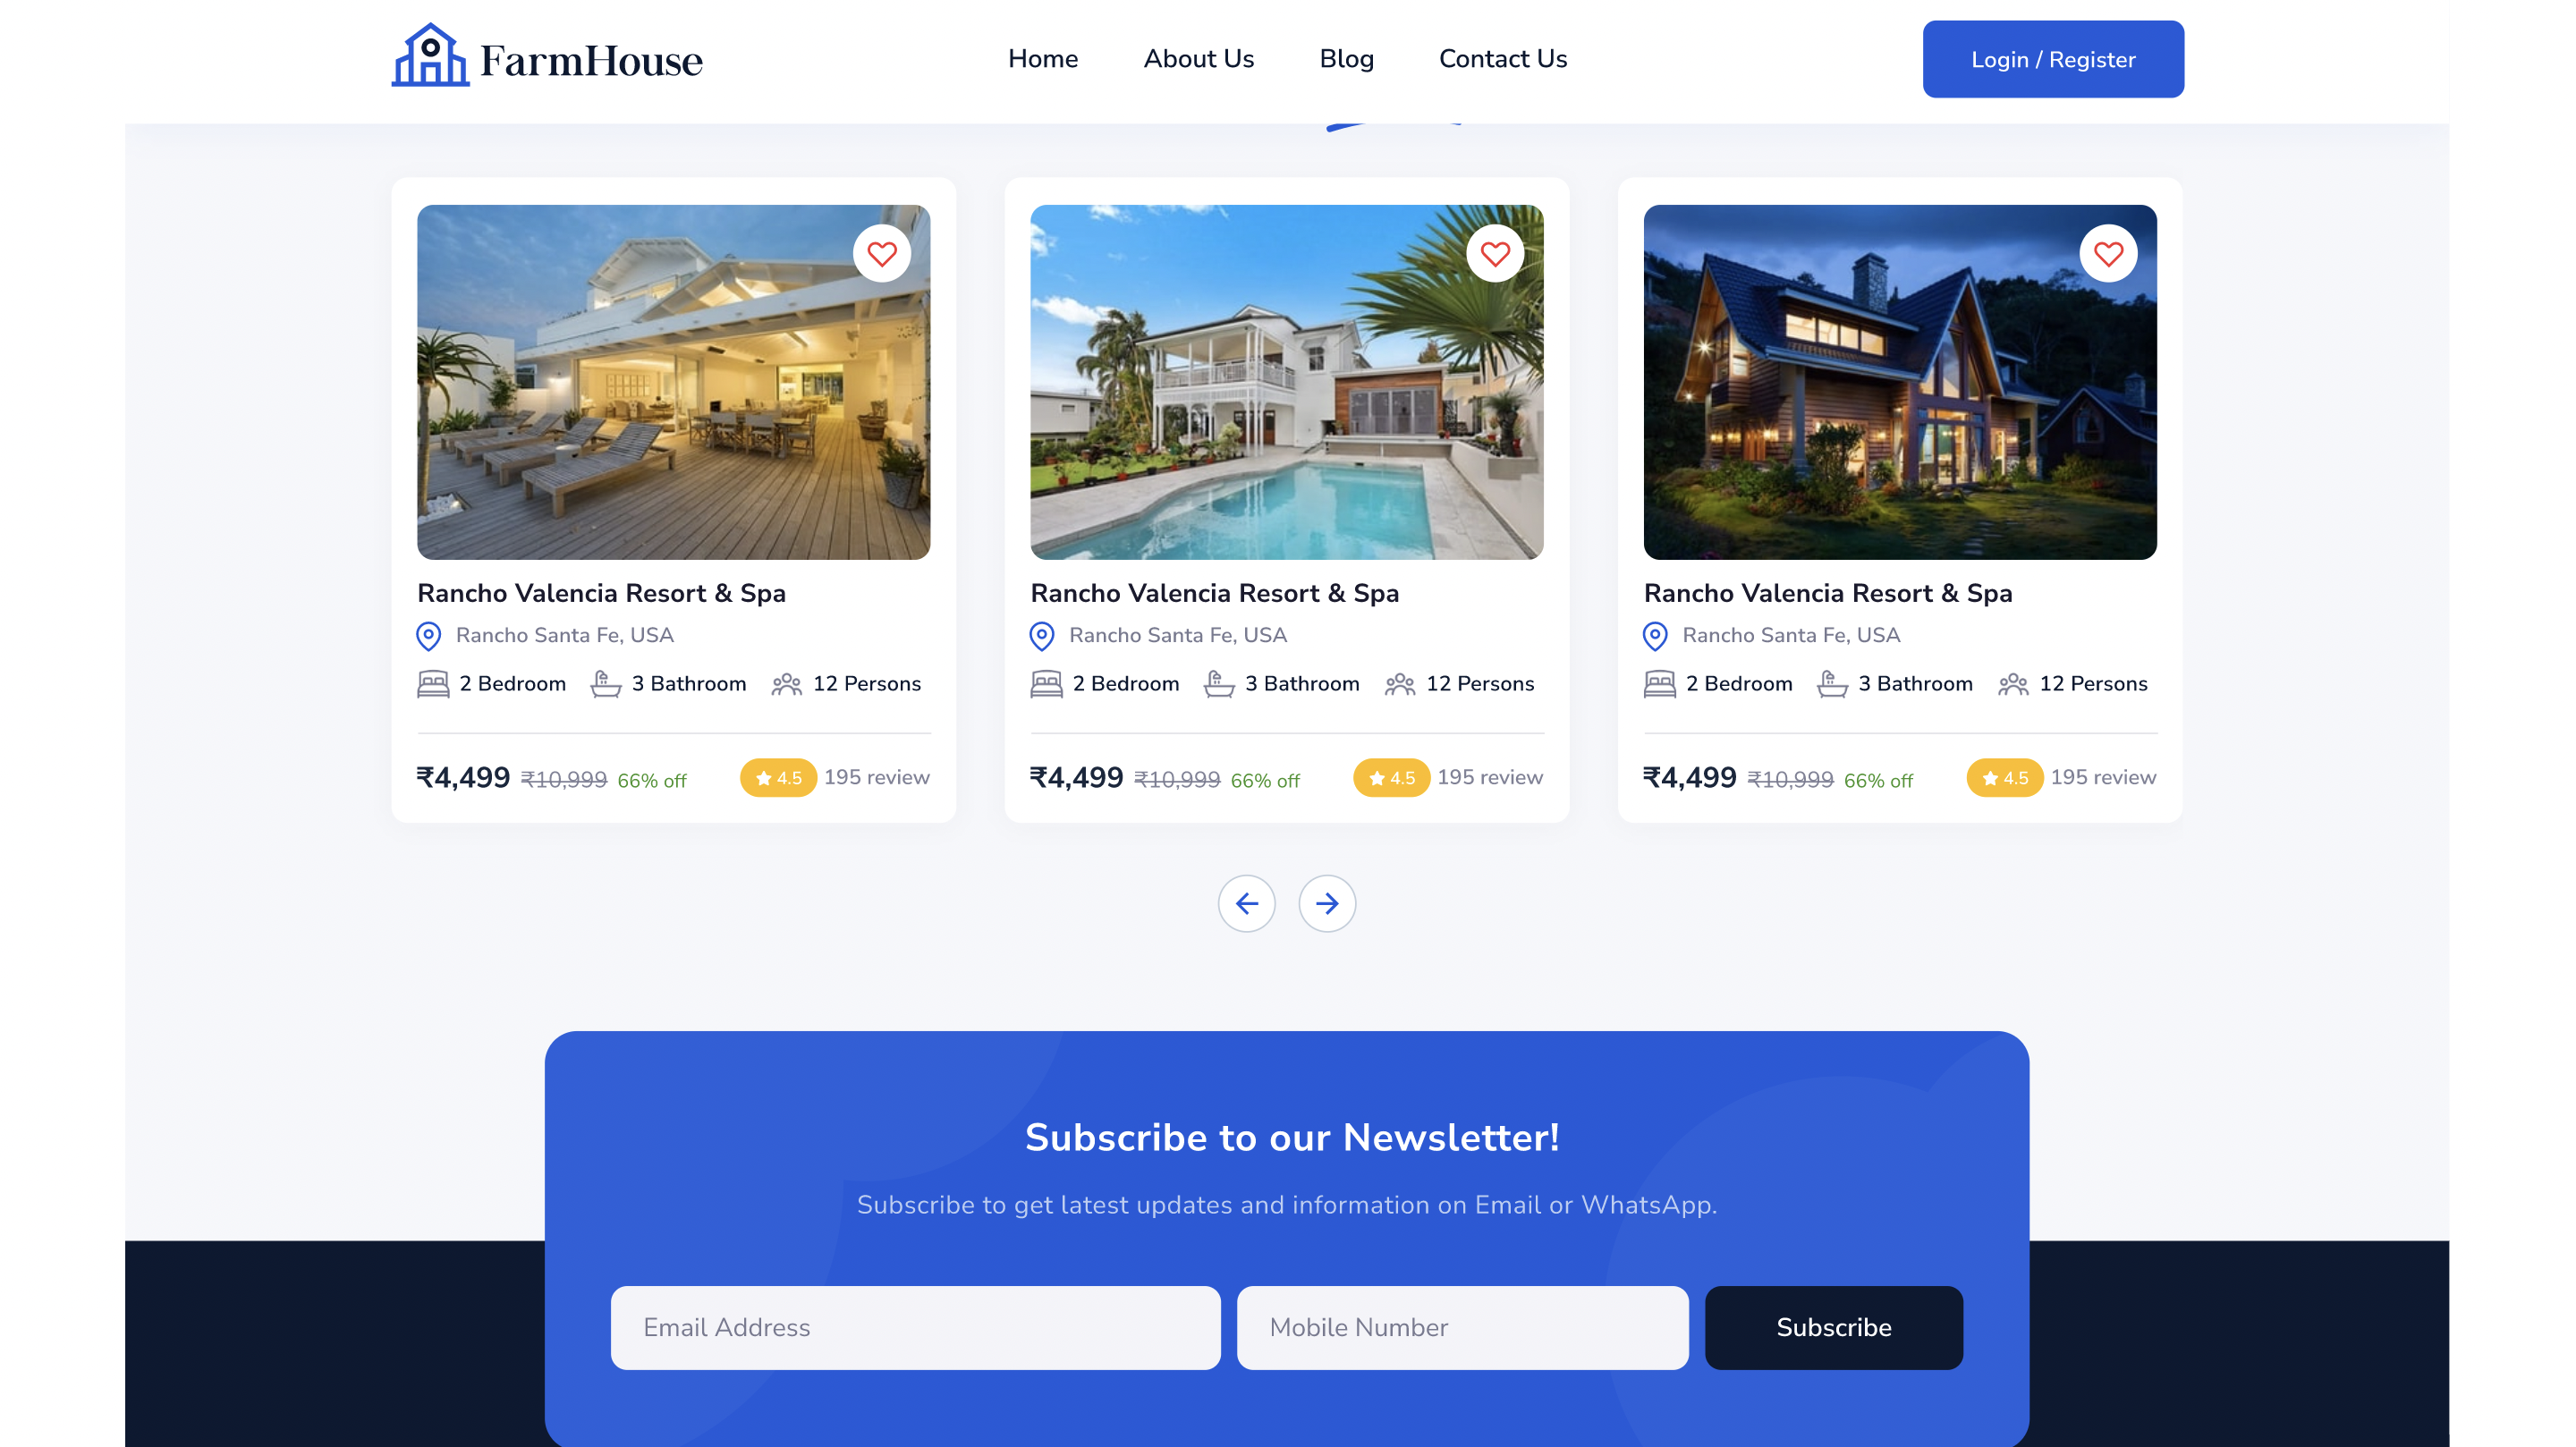 FarmHouse
Home About Us Blog Contact Us
Login / Register
Rancho Valencia Resort & Spa
Rancho Santa Fe, USA
2 Bedroom 3 Bathroom 12 Persons
₹4,499 ₹10,999 66% off 4.5 195 review
Rancho Valencia Resort & Spa
Rancho Santa Fe, USA
2 Bedroom 3 Bathroom 12 Persons
₹4,499 ₹10,999 66% off 4.5 195 review
Rancho Valencia Resort & Spa
Rancho Santa Fe, USA
2 Bedroom 3 Bathroom 12 Persons
₹4,499 ₹10,999 66% off 4.5 195 review
Subscribe to our Newsletter!
Subscribe to get latest updates and information on Email or WhatsApp.
Email Address
Mobile Number
Subscribe